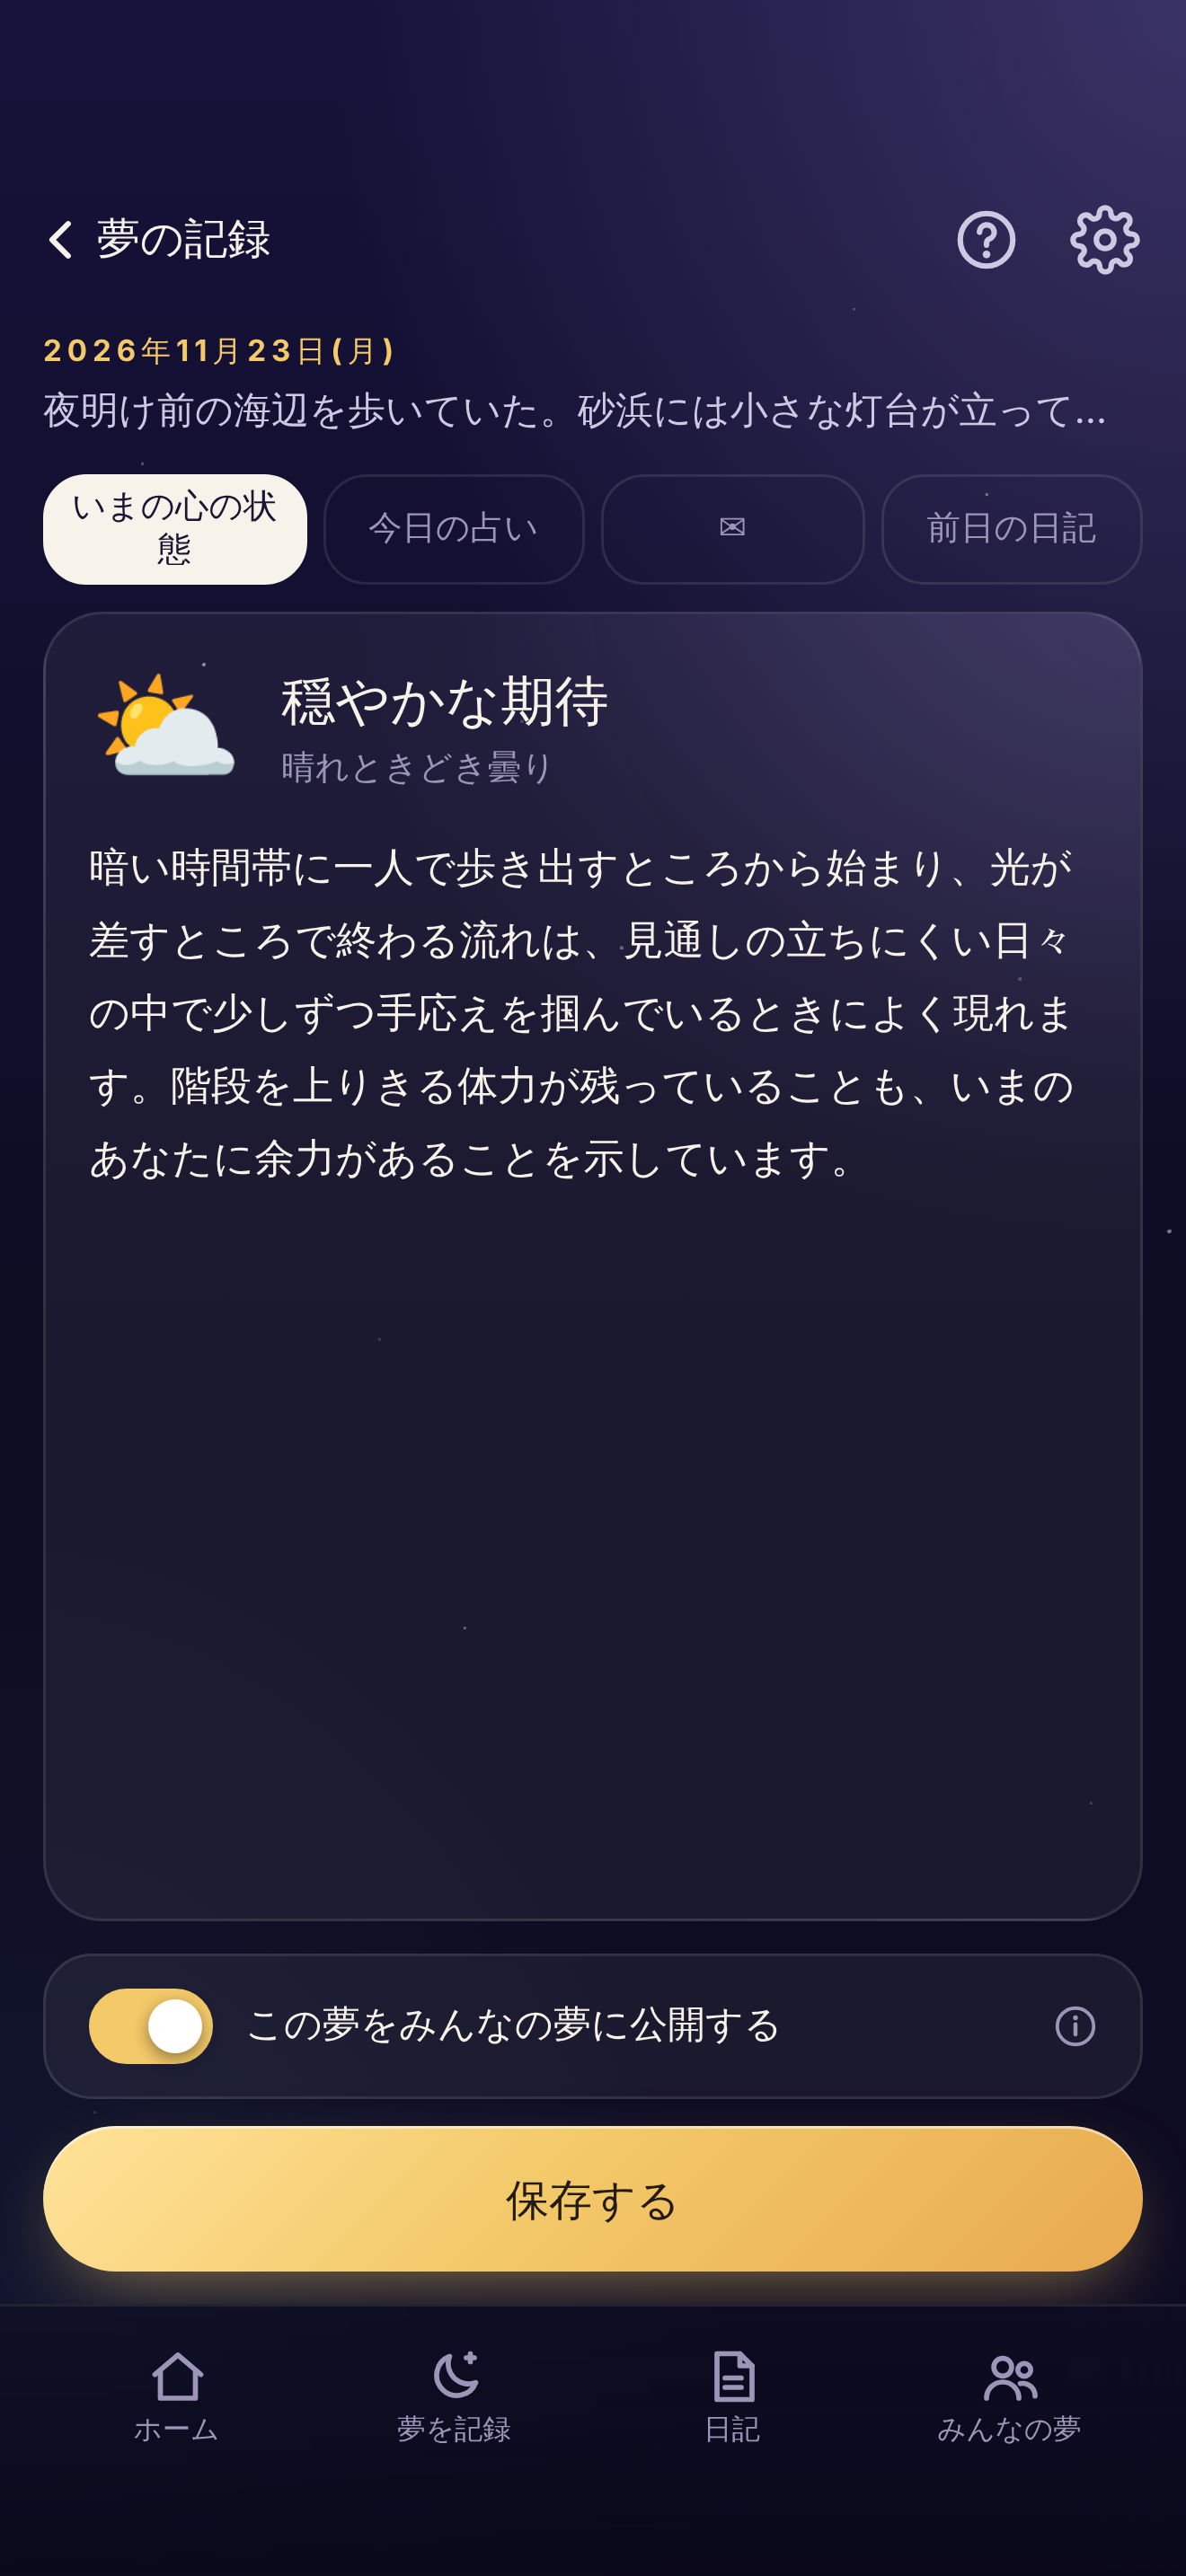 夢の記録
2026年11月23日(月)
夜明け前の海辺を歩いていた。砂浜には小さな灯台が立って...
いまの心の状
態
今日の占い
✉
前日の日記
穏やかな期待
晴れときどき曇り
暗い時間帯に一人で歩き出すところから始まり、光が
差すところで終わる流れは、見通しの立ちにくい日々
の中で少しずつ手応えを掴んでいるときによく現れま
す。階段を上りきる体力が残っていることも、いまの
あなたに余力があることを示しています。
この夢をみんなの夢に公開する
保存する
ホーム
夢を記録
日記
みんなの夢